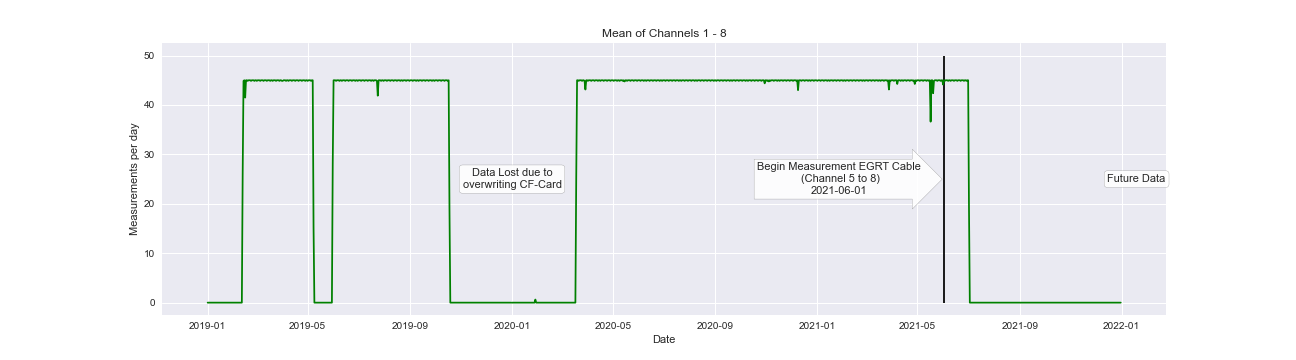 Mean of Channels 1 - 8
50
40
30
20
10
0
Measurements per day
Data Lost due to
overwriting CF-Card
Begin Measurement EGRT Cable
(Channel 5 to 8)
2021-06-01
Future Data
2019-01
2019-05
2019-09
2020-01
2020-05
2020-09
2021-01
2021-05
2021-09
2022-01
Date